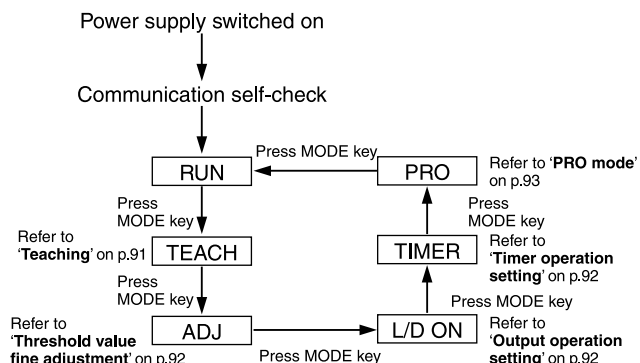 Power supply switched on
Communication self-check
RUN
Press MODE key
PRO
Refer to ‘PRO mode’
on p.93
Press
MODE key
Press
MODE key
Refer to
‘Teaching’ on p.91
TEACH
TIMER
Refer to
‘Timer operation
setting’ on p.92
Press
MODE key
Press MODE key
Refer to
‘Threshold value
fine adjustment’ on p.92
ADJ
Press MODE key
L/D ON
Refer to
‘Output operation
setting’ on p.92